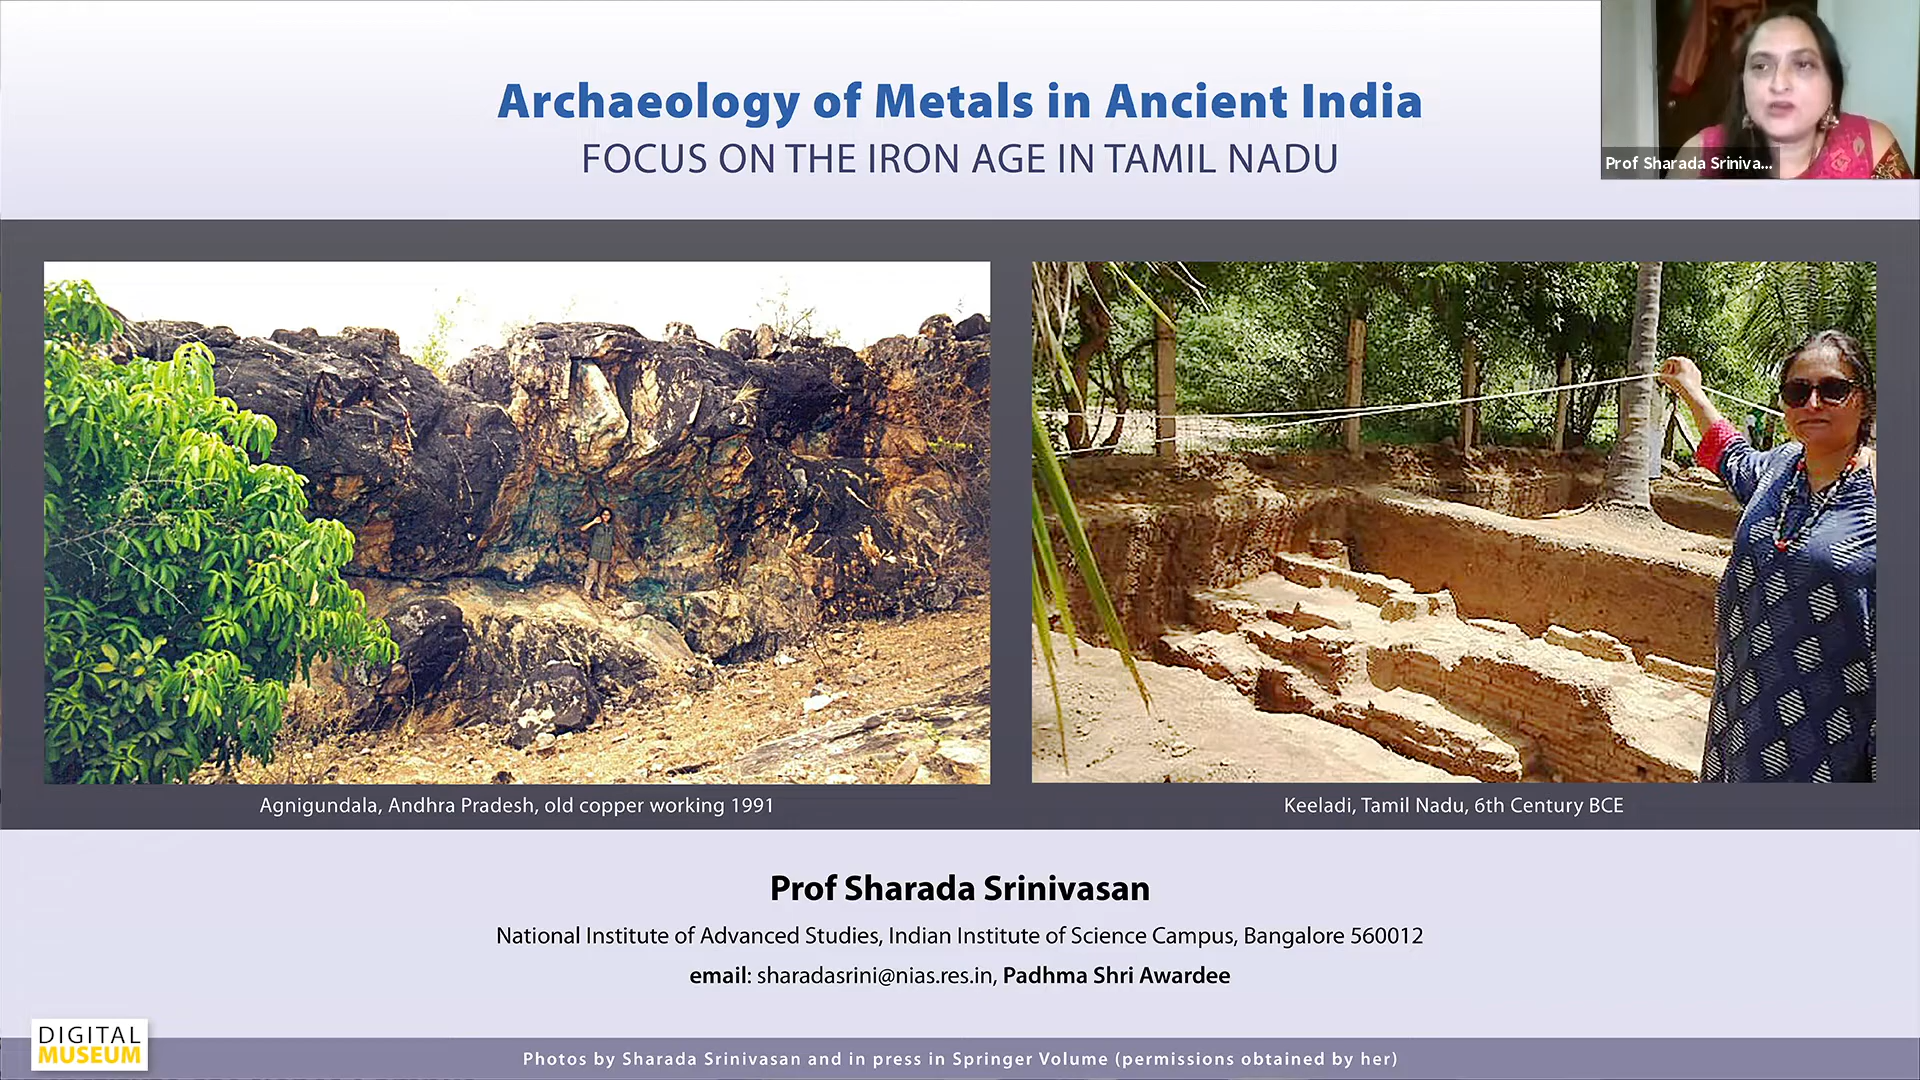 Archaeology of Metals in Ancient India
FOCUS ON THE IRON AGE IN TAMIL NADU
Prof Sharada Sriniva...
Agnigundala, Andhra Pradesh, old copper working 1991
Keeladi, Tamil Nadu, 6th Century BCE
Prof Sharada Srinivasan
National Institute of Advanced Studies, Indian Institute of Science Campus, Bangalore 560012
email: sharadasrini@nias.res.in, Padhma Shri Awardee
DIGITAL
MUSEUM
Photos by Sharada Srinivasan and in press in Springer Volume (permissions obtained by her)